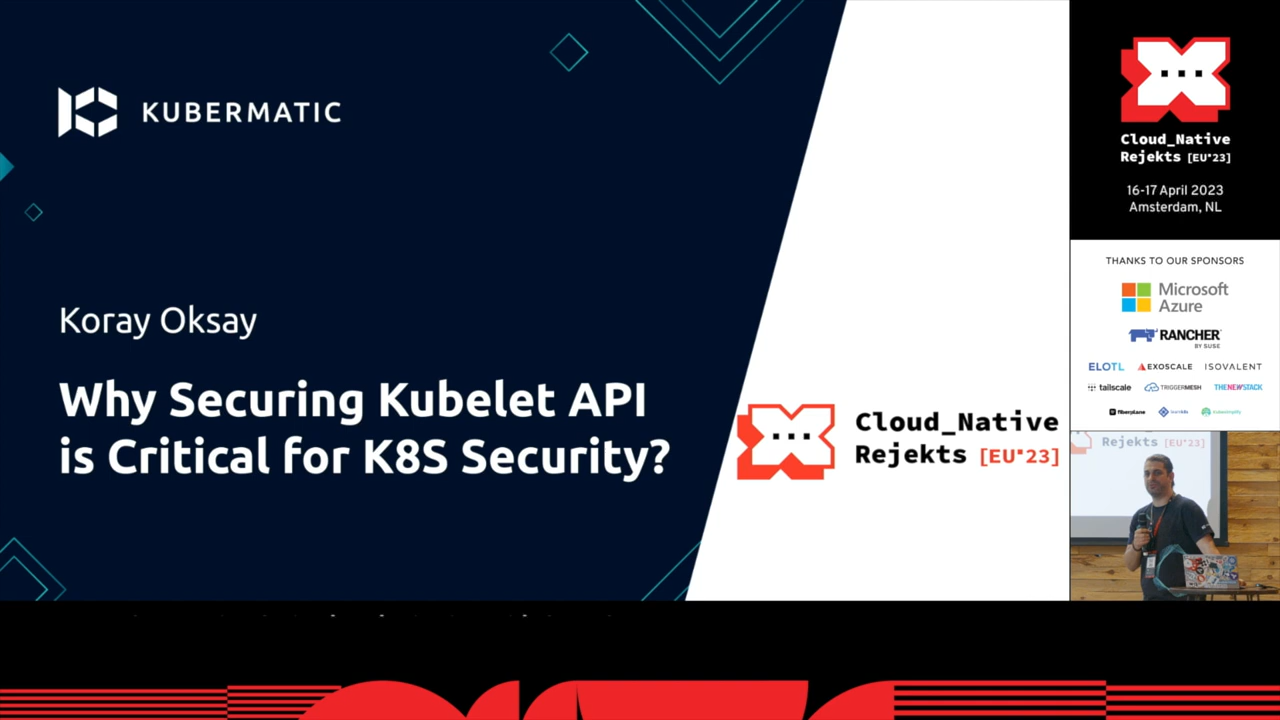 KUBERMATIC
Koray Oksay
Why Securing Kubelet API
is Critical for K8S Security?
Cloud_Native
Rejekts [EU"23]
Cloud_Native
Rejekts [EU"23]
16-17 April 2023
Amsterdam, NL
THANKS TO OUR SPONSORS
Microsoft
Azure
RANCHER
BY SUSE
ELOTL EXOSCALE ISOVALENT
tailscale TRIGGERMESH THENEWSTACK
fiberplane
Rejekts [EU"23]